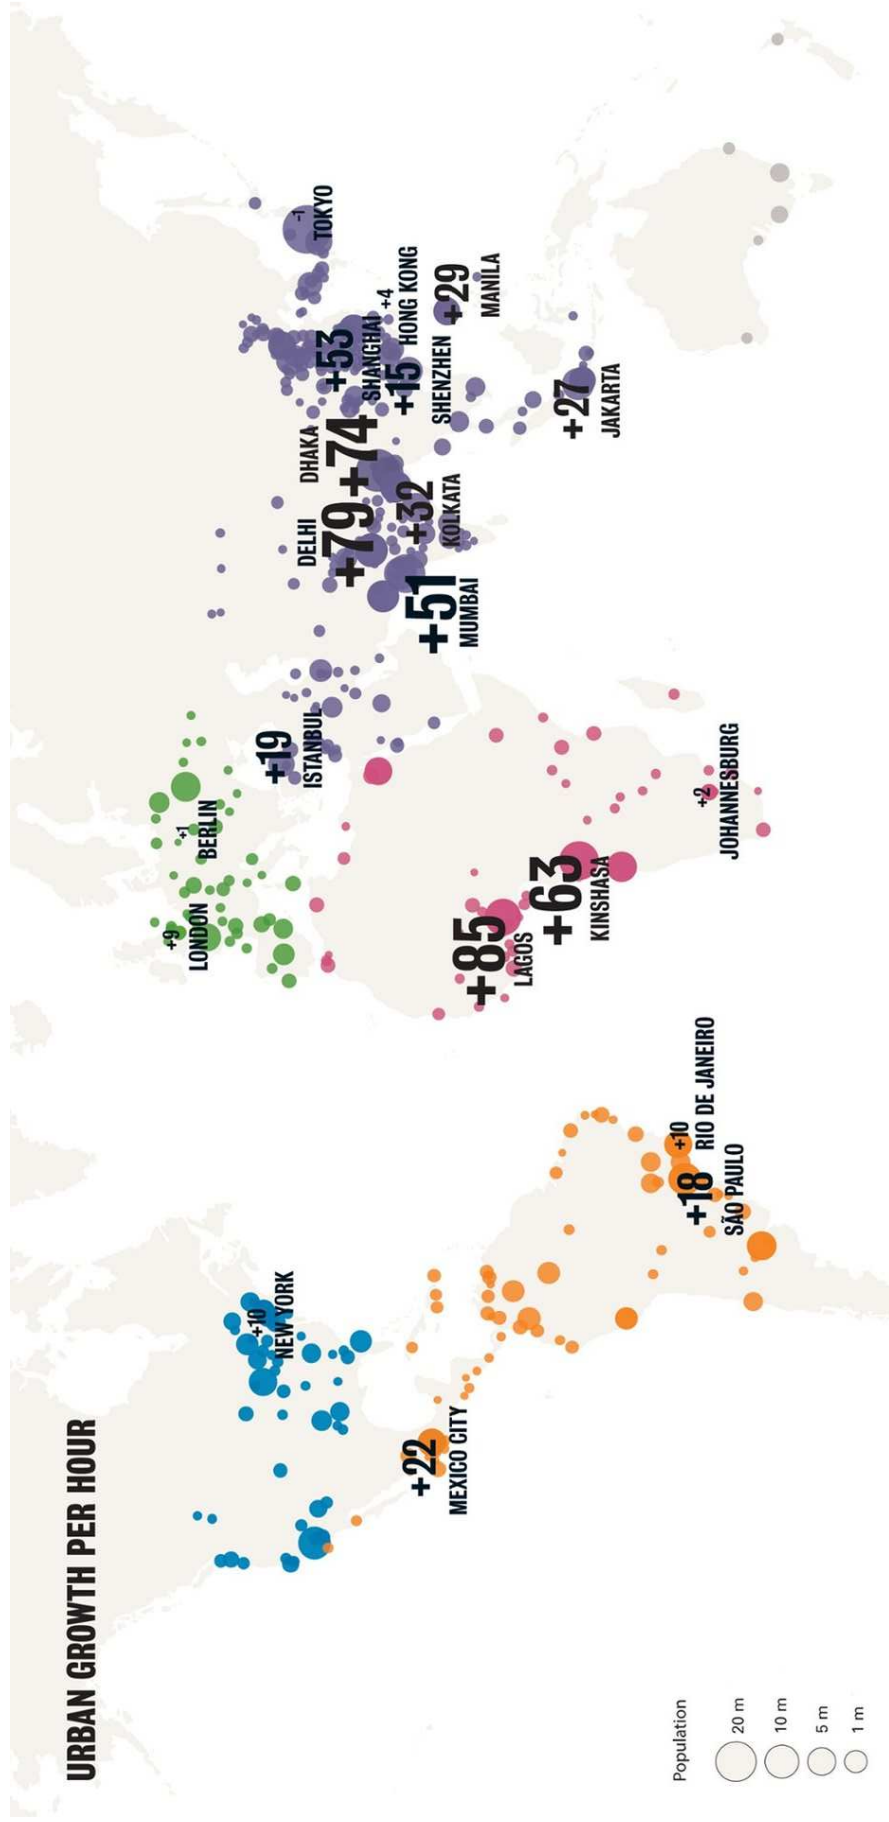 URBAN GROWTH PER HOUR
+9
LONDON
+1
BERLIN
+10
NEW YORK
+19
ISTANBUL
-1
TOKYO
DELHI
+79
DHAKA
+74
+53
SHANGHAI
+4
HONG KONG
+15
SHENZHEN
+32
KOLKATA
+51
MUMBAI
+29
MANILA
+22
MEXICO CITY
+85
LAGOS
+63
KINSHASA
+27
JAKARTA
+10
RIO DE JANEIRO
+18
SÃO PAULO
+2
JOHANNESBURG
Population
20 m
10 m
5 m
1 m